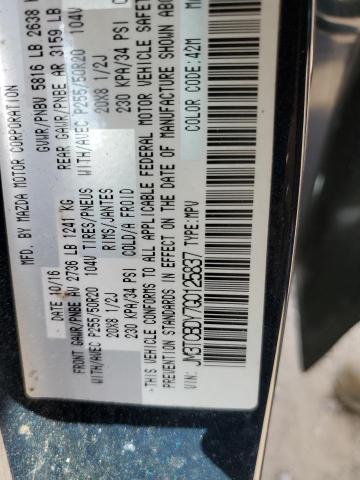 MFD. BY MAZDA MOTOR CORPORATION
DATE: 10/16 GVWR/PNBV 5816 LB 2638
FRONT GAWR/PNBE AV 2736 LB 1241 KG REAR GAWR/PNBE AR 3159 LB
WITH/AVEC P255/50R20 104V TIRES/PNEUS WITH/AVEC P255/50R20 104V
20X8 1/2J RIMS/JANTES 20X8 1/2J
230 KPA/34 PSI COLD/A FROID 230 KPA/34 PSI C
THIS VEHICLE CONFORMS TO ALL APPLICABLE FEDERAL MOTOR VEHICLE SAFET
IN EFFECT ON THE DATE OF MANUFACTURE SHOWN ABOV
VIN: JM3TCBDY7G0125837 TYPE: MPV COLOR CODE: 42M